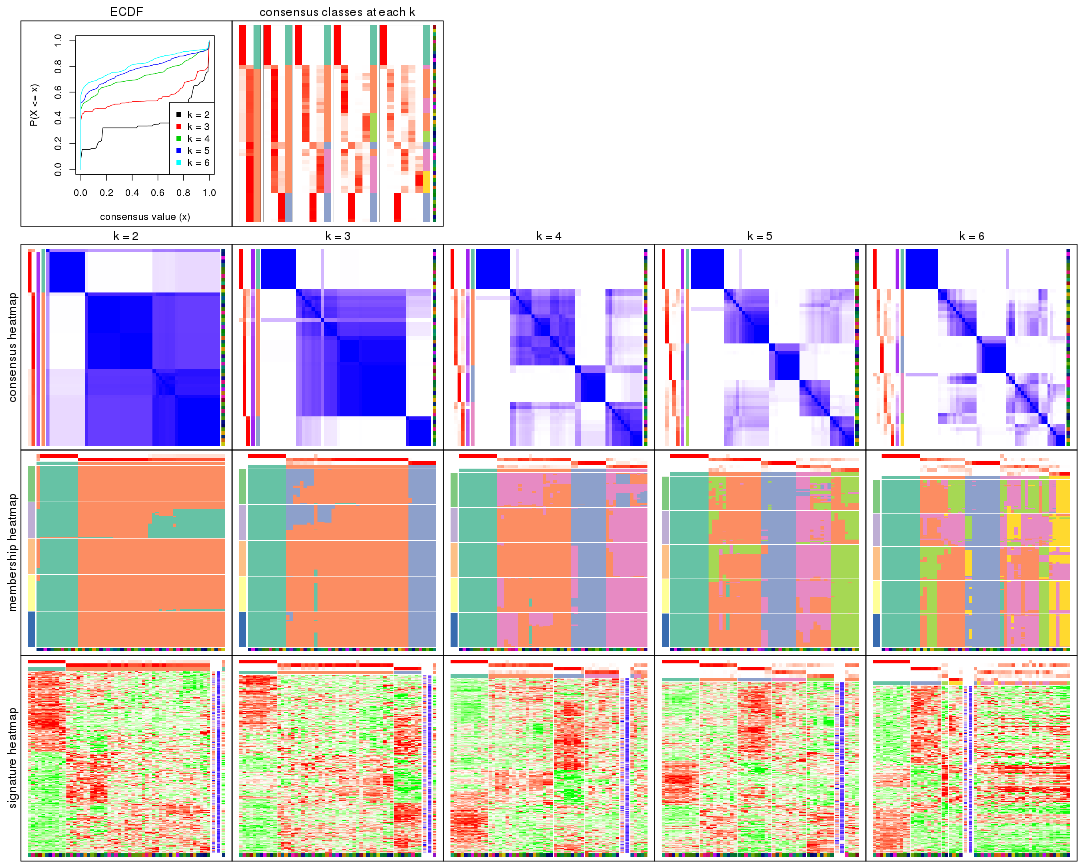 ECDF
consensus classes at each k
P(X <= x)
1.0
0.8
0.6
0.4
0.2
0.0
k = 2
k = 3
k = 4
k = 5
k = 6
0.0 0.2 0.4 0.6 0.8 1.0
consensus value (x)
k = 2
k = 3
k = 4
k = 5
k = 6
consensus heatmap
membership heatmap
signature heatmap